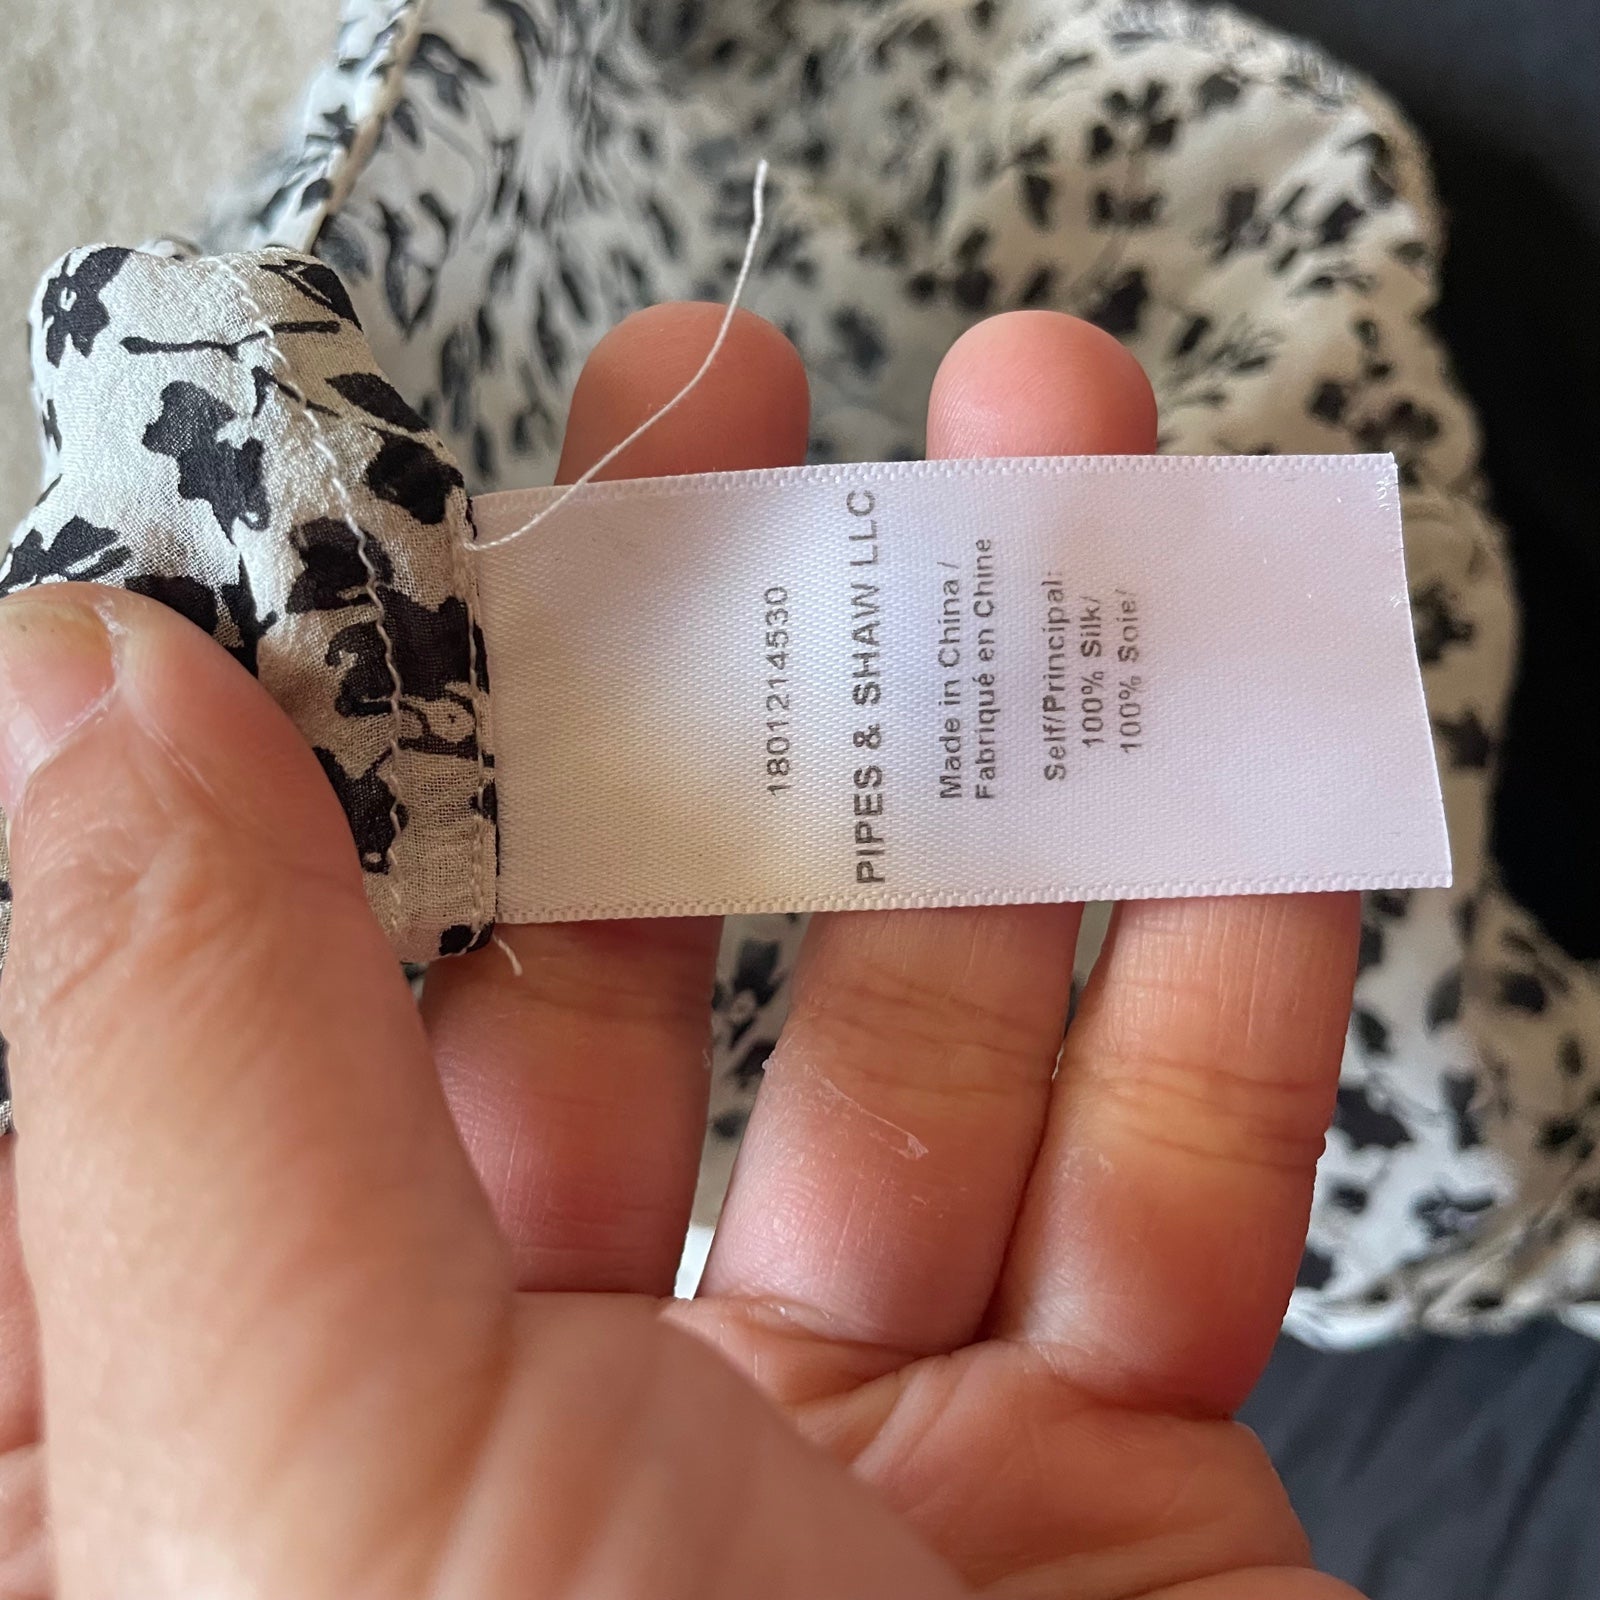 1801214530
PIPES & SHAW LLC
Made in China /
Fabriqué en Chine
Self/Principal:
100% Silk/
100% Soie/